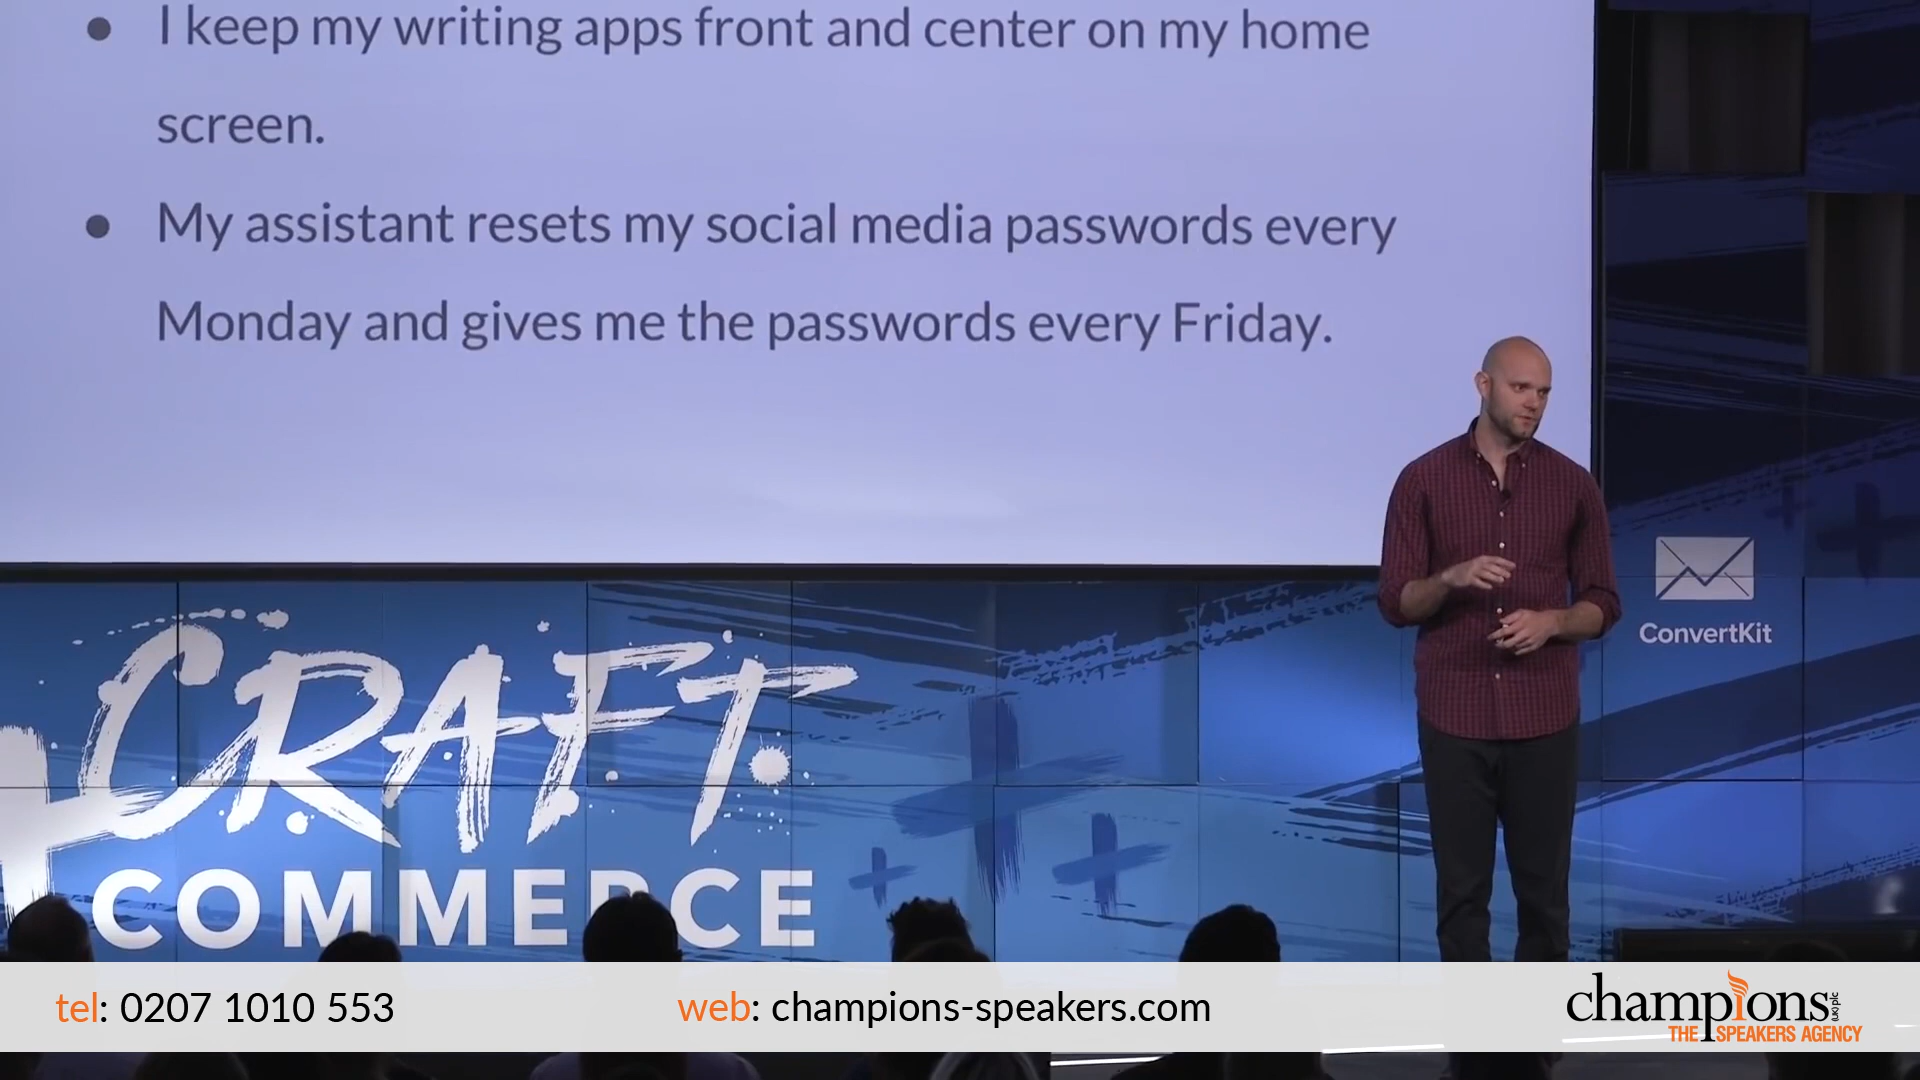 I keep my writing apps front and center on my home
screen.
My assistant resets my social media passwords every
Monday and gives me the passwords every Friday.
ConvertKit
CRAFT
COMMERCE
tel: 0207 1010 553
web: champions-speakers.com
champions (UK) plc
THE SPEAKERS AGENCY